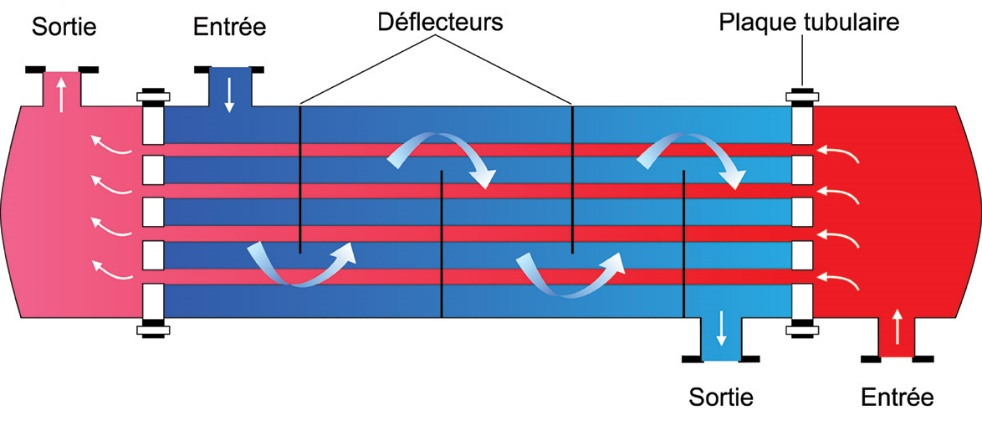 Sortie
Entrée
Déflecteurs
Plaque tubulaire
Sortie
Entrée